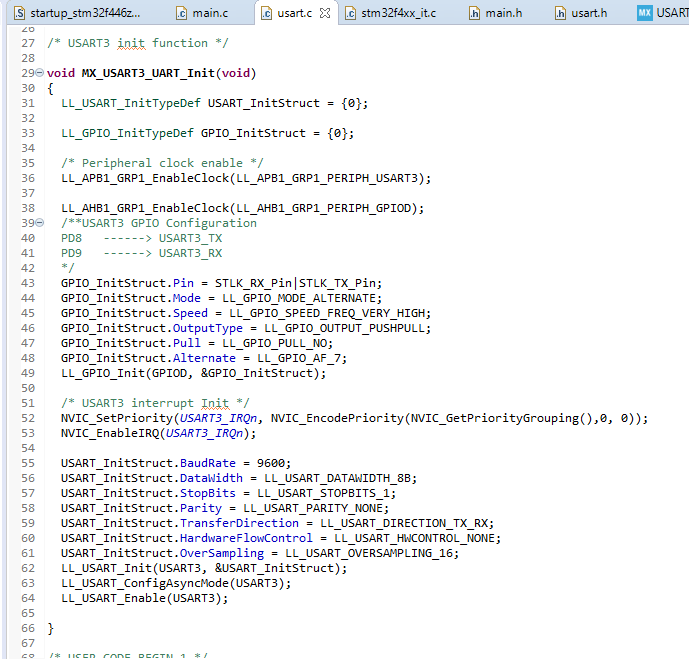 startup_stm32f446z... main.c usart.c stm32f4xx_it.c main.h usart.h MX USART
26
27 /* USART3 init function */
28
29 void MX_USART3_UART_Init(void)
30 {
31 LL_USART_InitTypeDef USART_InitStruct = {0};
32
33 LL_GPIO_InitTypeDef GPIO_InitStruct = {0};
34
35 /* Peripheral clock enable */
36 LL_APB1_GRP1_EnableClock(LL_APB1_GRP1_PERIPH_USART3);
37
38 LL_AHB1_GRP1_EnableClock(LL_AHB1_GRP1_PERIPH_GPIOD);
39 /**USART3 GPIO Configuration
40 PD8 ------> USART3_TX
41 PD9 ------> USART3_RX
42 */
43 GPIO_InitStruct.Pin = STLK_RX_Pin|STLK_TX_Pin;
44 GPIO_InitStruct.Mode = LL_GPIO_MODE_ALTERNATE;
45 GPIO_InitStruct.Speed = LL_GPIO_SPEED_FREQ_VERY_HIGH;
46 GPIO_InitStruct.OutputType = LL_GPIO_OUTPUT_PUSHPULL;
47 GPIO_InitStruct.Pull = LL_GPIO_PULL_NO;
48 GPIO_InitStruct.Alternate = LL_GPIO_AF_7;
49 LL_GPIO_Init(GPIOD, &GPIO_InitStruct);
50
51 /* USART3 interrupt Init */
52 NVIC_SetPriority(USART3_IRQn, NVIC_EncodePriority(NVIC_GetPriorityGrouping(),0, 0));
53 NVIC_EnableIRQ(USART3_IRQn);
54
55 USART_InitStruct.BaudRate = 9600;
56 USART_InitStruct.DataWidth = LL_USART_DATAWIDTH_8B;
57 USART_InitStruct.StopBits = LL_USART_STOPBITS_1;
58 USART_InitStruct.Parity = LL_USART_PARITY_NONE;
59 USART_InitStruct.TransferDirection = LL_USART_DIRECTION_TX_RX;
60 USART_InitStruct.HardwareFlowControl = LL_USART_HWCONTROL_NONE;
61 USART_InitStruct.OverSampling = LL_USART_OVERSAMPLING_16;
62 LL_USART_Init(USART3, &USART_InitStruct);
63 LL_USART_ConfigAsyncMode(USART3);
64 LL_USART_Enable(USART3);
65
66 }
67
68 /* USER CODE BEGIN 1 */